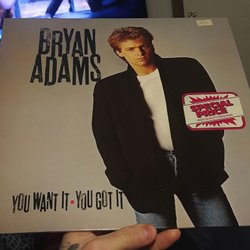 BRYAN
ADAMS
SPECIAL
PRICE
YOU WANT IT • YOU GOT IT